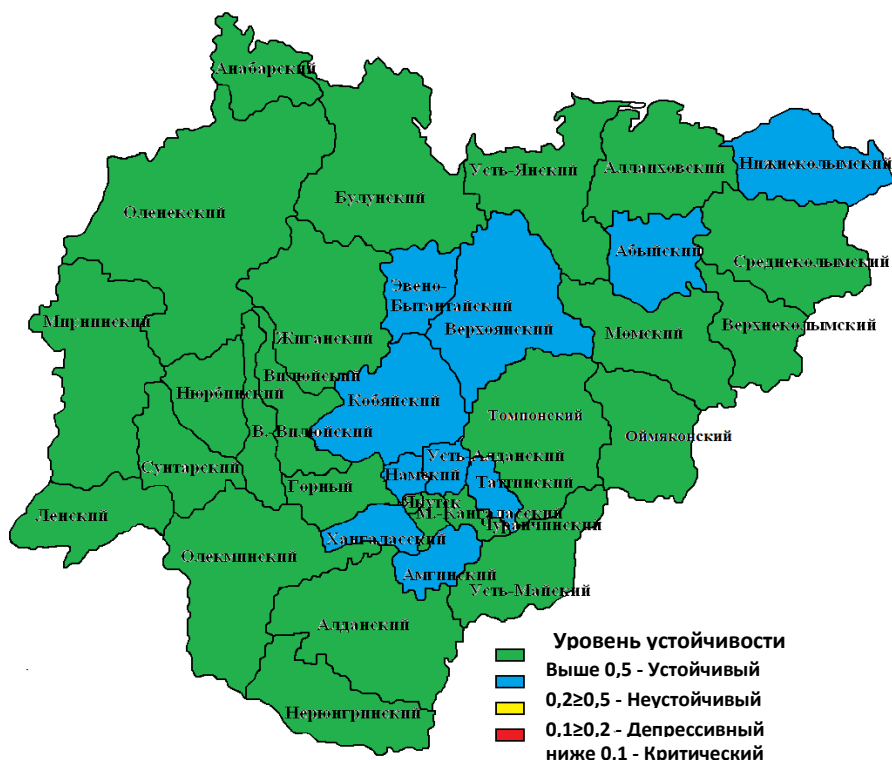 Анабарский
Усть-Янский
Аллаиховский
Нижнеколымский
Булунский
Оленекский
Абыйский
Среднеколымский
Эвено-
Бытантайский
Мирнинский
Верхоянский
Момский
Верхнеколымский
Жиганский
Вилюйский
Нюрбинский
Кобяйский
Томпонский
Оймяконский
В.-Вилюйский
Усть-Алданский
Сунтарский
Намский
Таттинский
Горный
Якутск
М.-Кангаласский
Чурапчинский
Ленский
Хангаласский
Олекминский
Амгинский
Усть-Майский
Алданский
Нерюнгринский
Уровень устойчивости
Выше 0,5 - Устойчивый
0,2≥0,5 - Неустойчивый
0,1≥0,2 - Депрессивный
ниже 0,1 - Критический